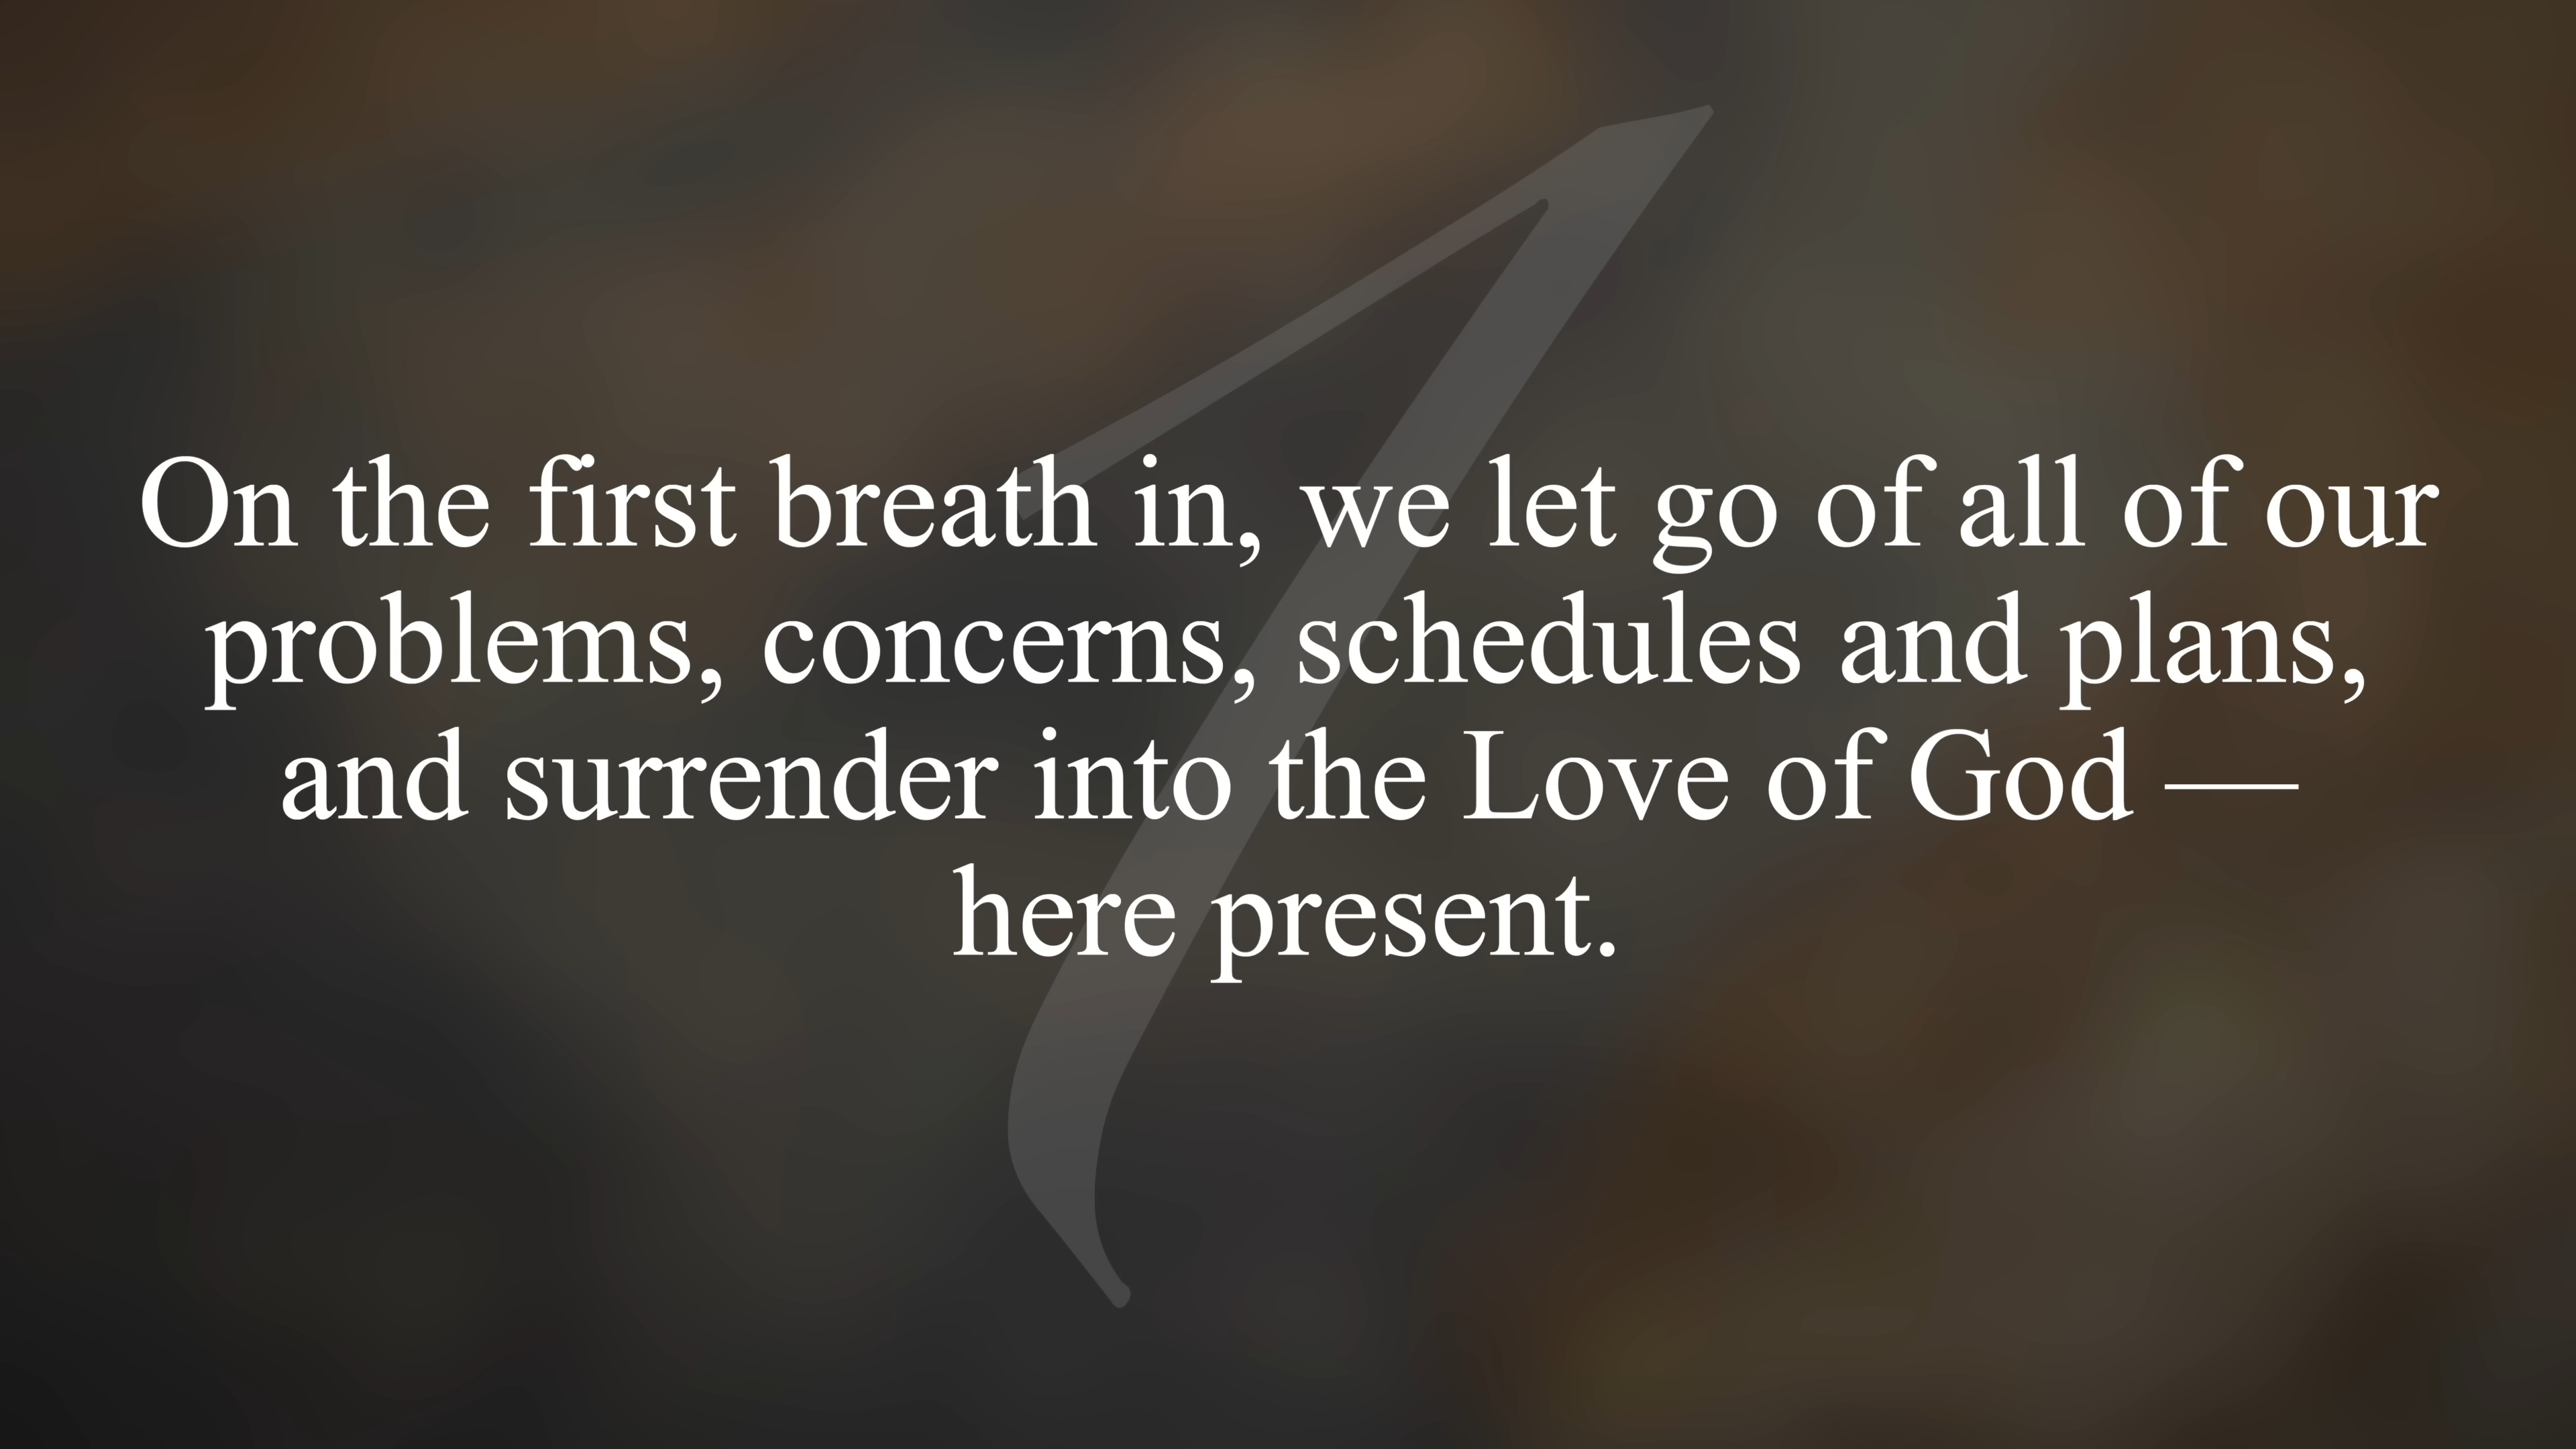 1
On the first breath in, we let go of all of our
problems, concerns, schedules and plans,
and surrender into the Love of God —
here present.